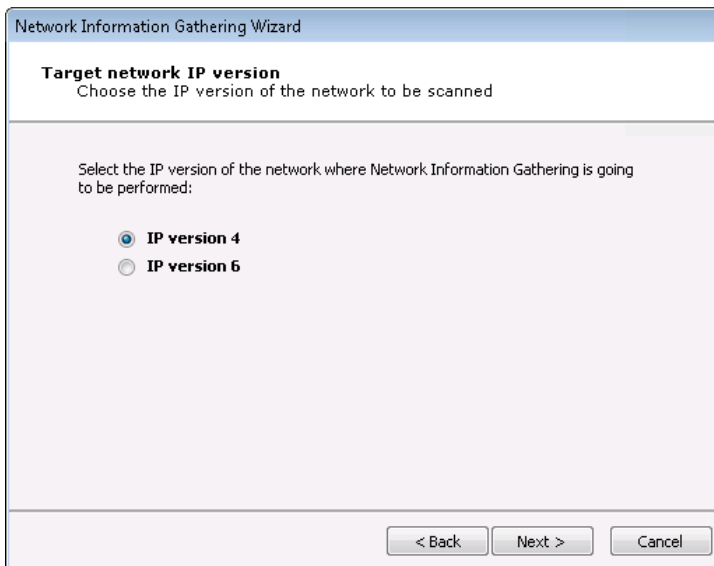 Network Information Gathering Wizard
Target network IP version
Choose the IP version of the network to be scanned
Select the IP version of the network where Network Information Gathering is going
to be performed:
IP version 4
IP version 6
< Back Next > Cancel